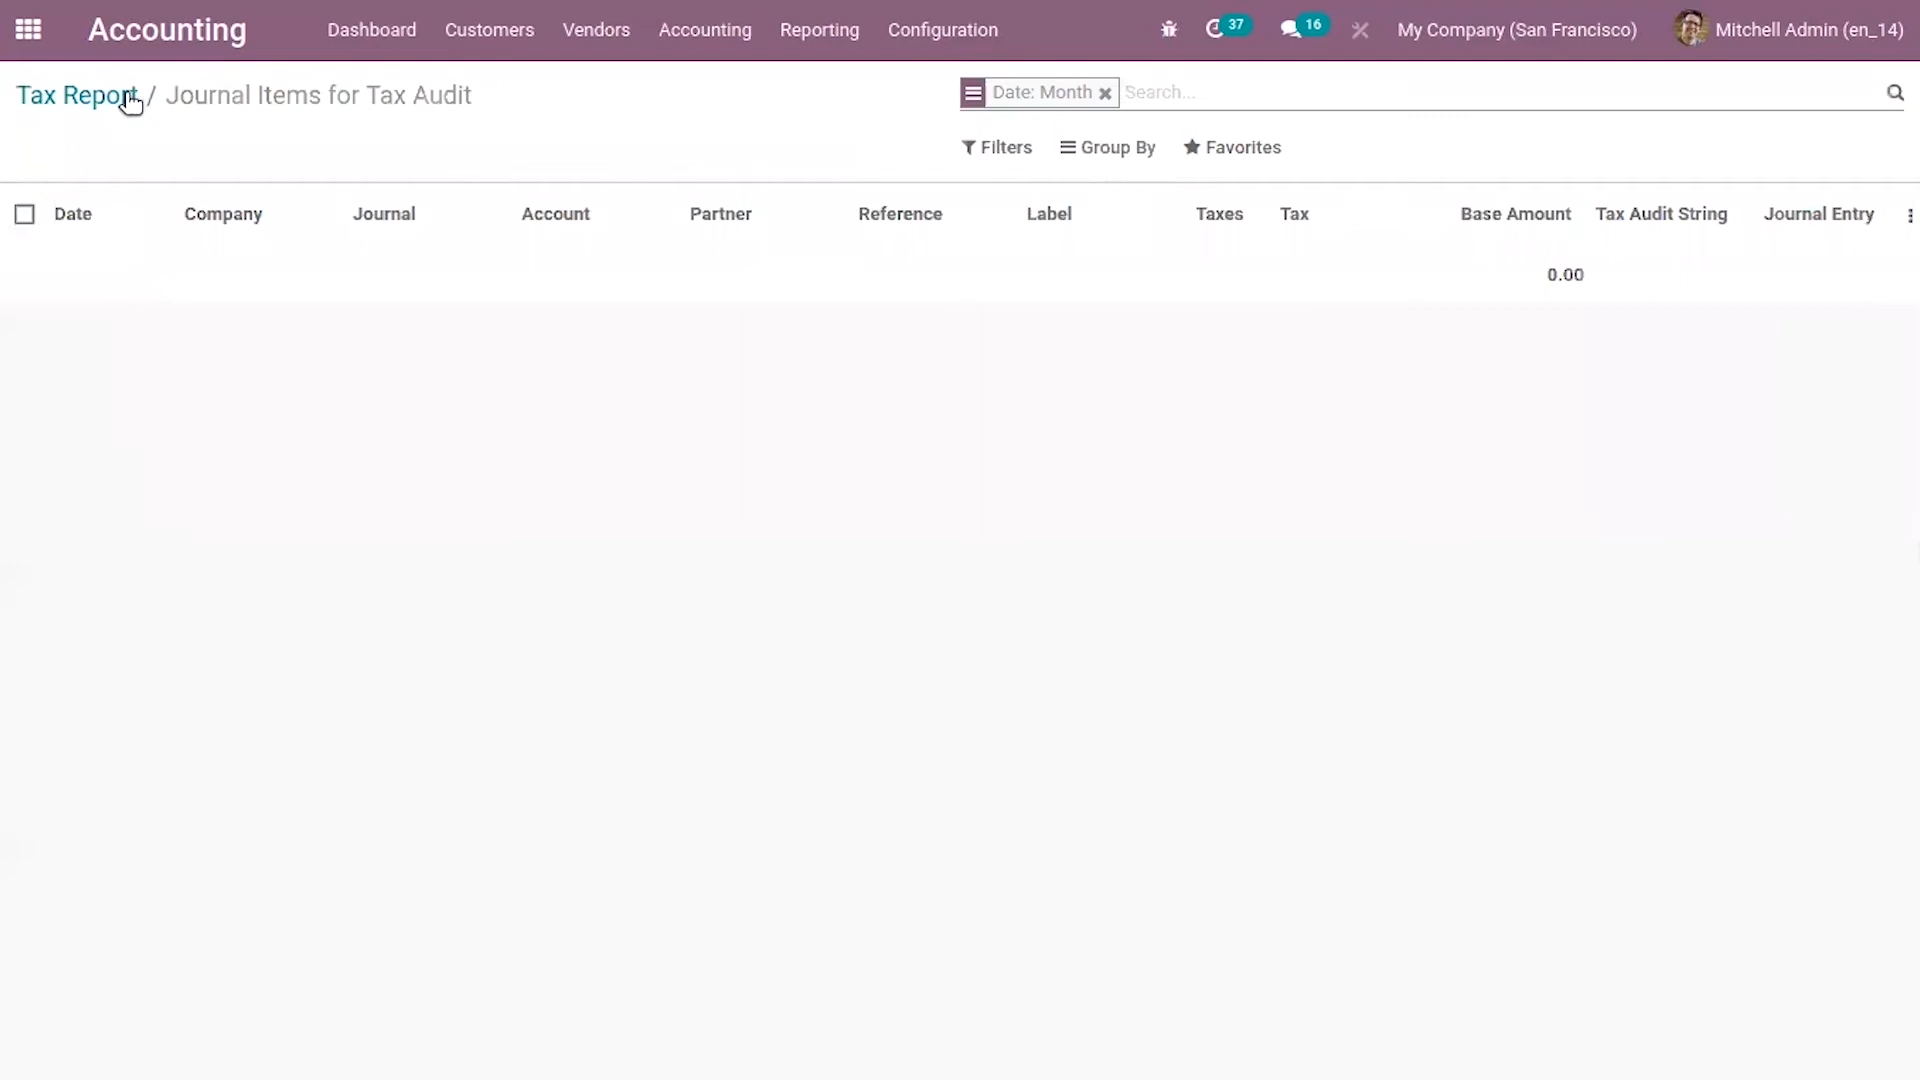 Accounting Dashboard Customers Vendors Accounting Reporting Configuration 37 16 My Company (San Francisco) Mitchell Admin (en_14)
Tax Report / Journal Items for Tax Audit
Date: Month Search...
Filters Group By Favorites
Date Company Journal Account Partner Reference Label Taxes Tax Base Amount Tax Audit String Journal Entry
0.00